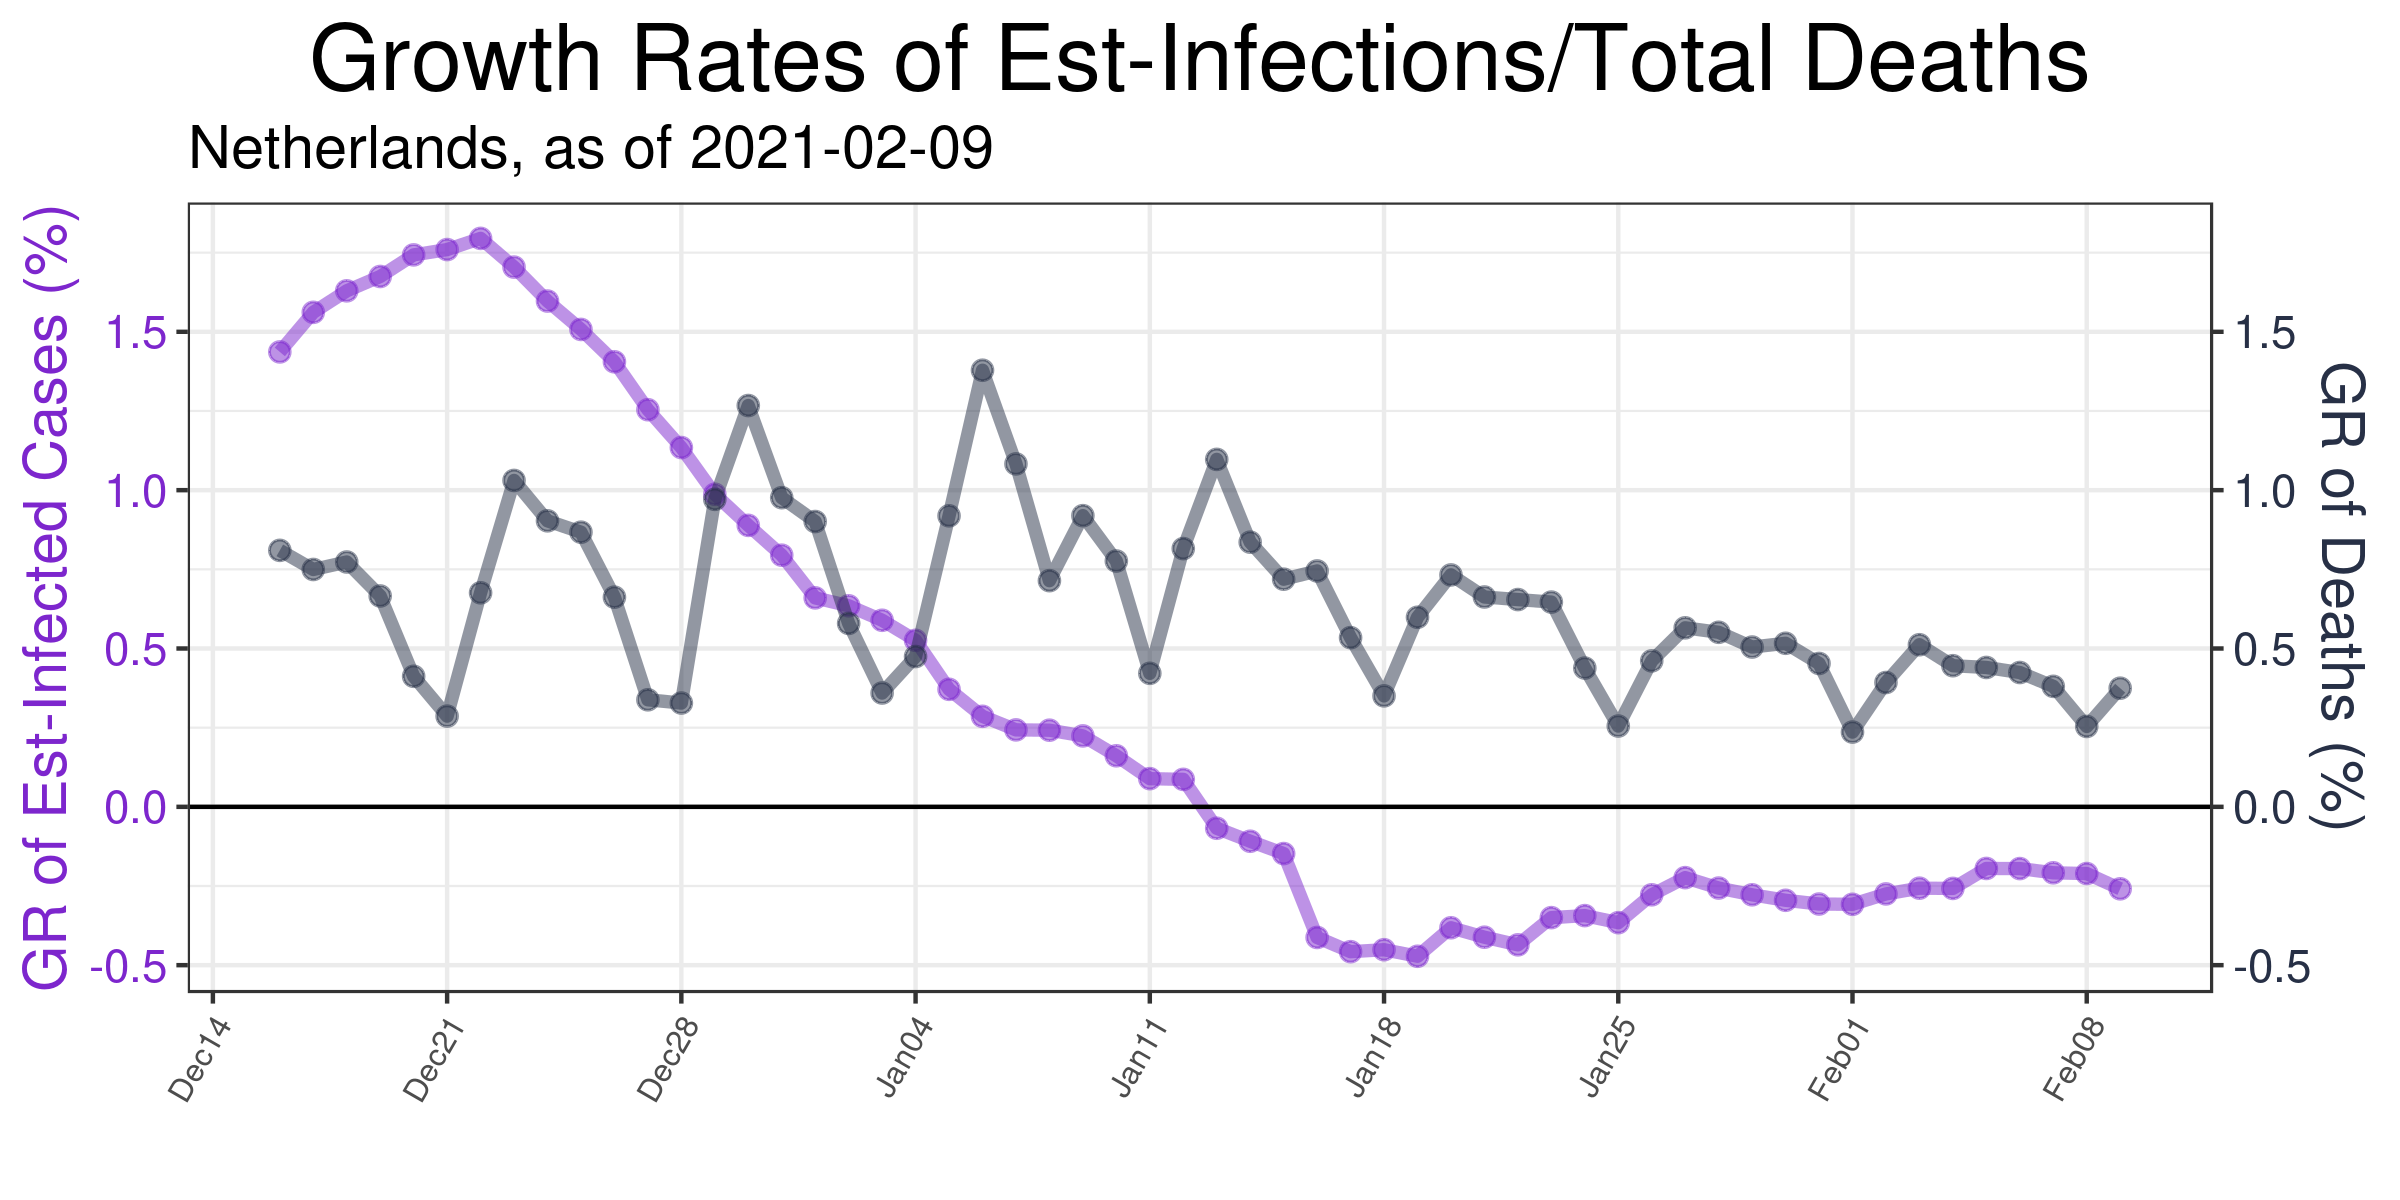 Growth Rates of Est-Infections/Total Deaths
Netherlands, as of 2021-02-09
GR of Est-Infected Cases (%)
1.5
1.0
0.5
0.0
-0.5
1.5
1.0
0.5
0.0
-0.5
GR of Deaths (%)
Dec14
Dec21
Dec28
Jan04
Jan11
Jan18
Jan25
Feb01
Feb08